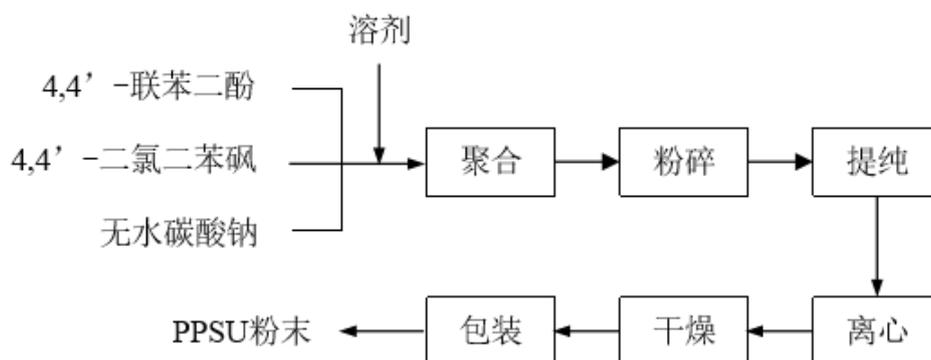 溶剂
4,4’-联苯二酚
4,4’-二氯二苯砜
无水碳酸钠
聚合
粉碎
提纯
离心
干燥
包装
PPSU粉末